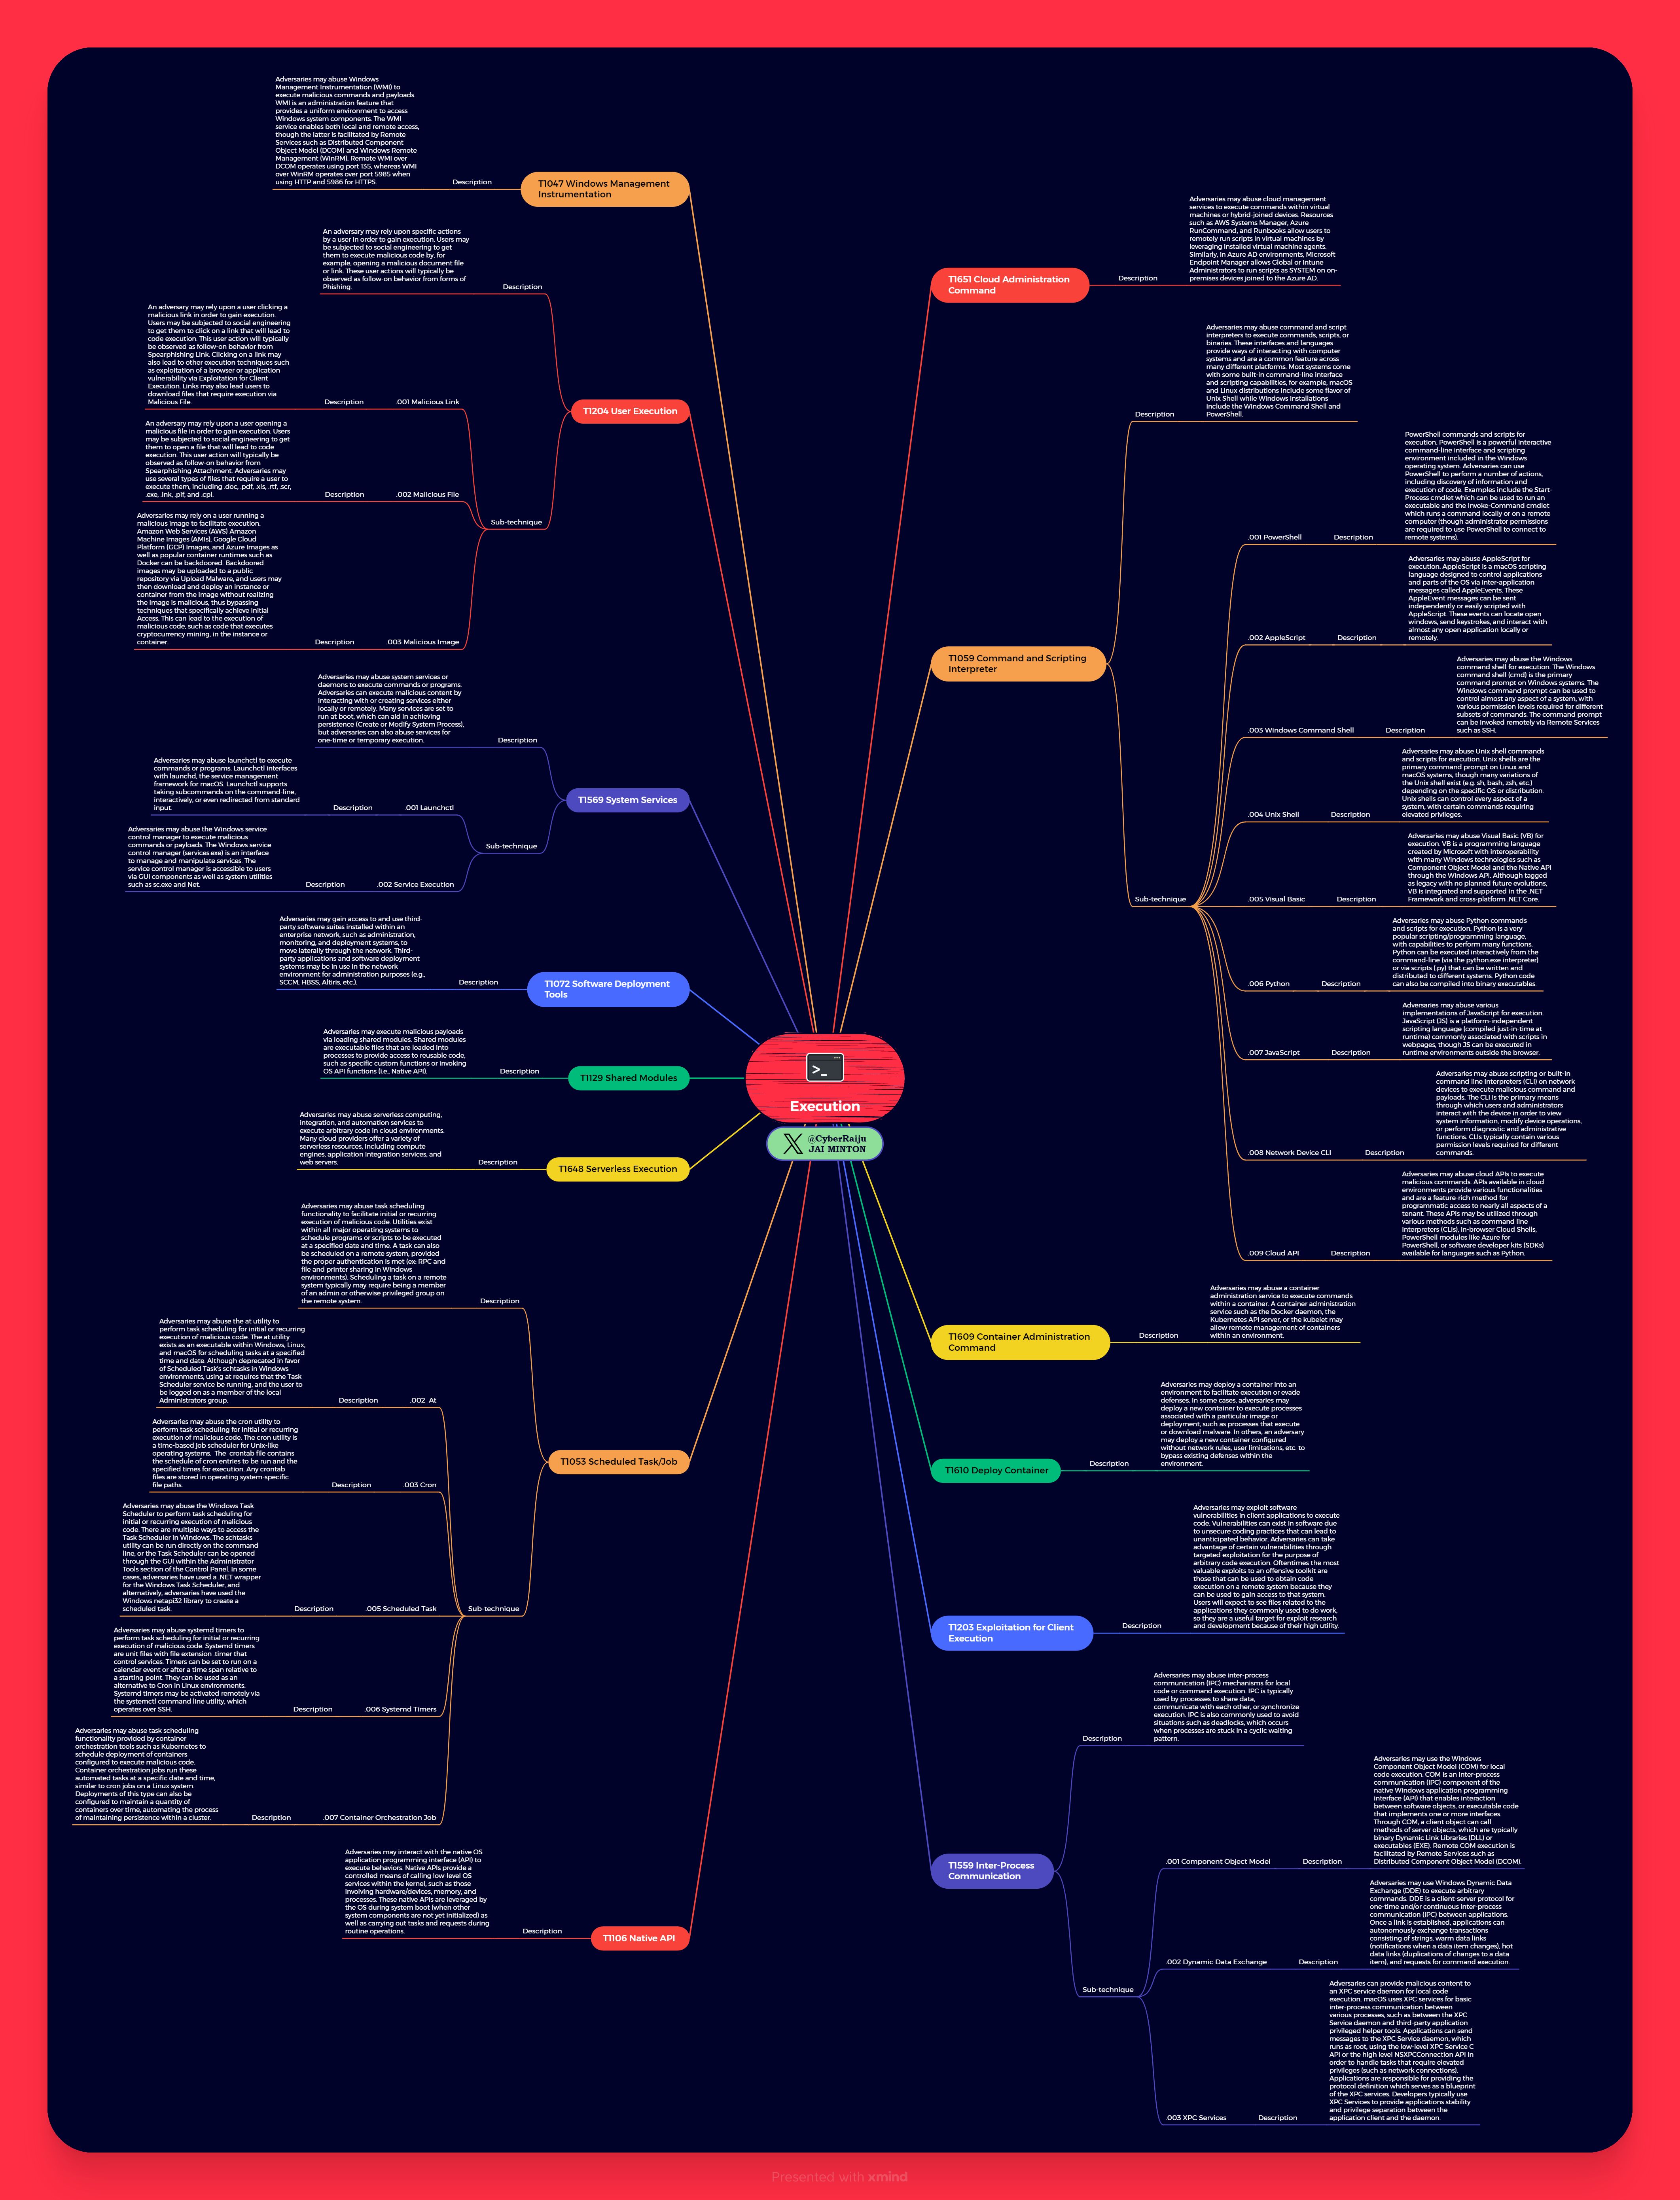 Adversaries may abuse Windows
Management Instrumentation (WMI) to
execute malicious commands and payloads.
WMI is an administration feature that
provides a uniform environment to access
Windows system components. The WMI
service enables both local and remote access,
though the latter is facilitated by Remote
Services such as Distributed Component
Object Model (DCOM) and Windows Remote
Management (WinRM). Remote WMI over
DCOM operates using port 135, whereas WMI
over WinRM operates over port 5985 when
using HTTP and 5986 for HTTPS.
Description
T1047 Windows Management
Instrumentation
An adversary may rely upon specific actions
by a user in order to gain execution. Users may
be subjected to social engineering to get
them to execute malicious code by, for
example, opening a malicious document file
or link. These user actions will typically be
observed as follow-on behavior from forms of
Phishing.
Description
An adversary may rely upon a user clicking a
malicious link in order to gain execution.
Users may be subjected to social engineering
to get them to click on a link that will lead to
code execution. This user action will typically
be observed as follow-on behavior from
Spearphishing Link. Clicking on a link may
also lead to other execution techniques such
as exploitation of a browser or application
vulnerability via Exploitation for Client
Execution. Links may also lead users to
download files that require execution via
Malicious File.
Description
.001 Malicious Link
T1204 User Execution
An adversary may rely upon a user opening a
malicious file in order to gain execution. Users
may be subjected to social engineering to get
them to open a file that will lead to code
execution. This user action will typically be
observed as follow-on behavior from
Spearphishing Attachment. Adversaries may
use several types of files that require a user to
execute them, including .doc, .pdf, .xls, .rtf, .scr,
.exe, .lnk, .pif, and .cpl.
Description
.002 Malicious File
Sub-technique
Adversaries may rely on a user running a
malicious image to facilitate execution.
Amazon Web Services (AWS) Amazon
Machine Images (AMIs), Google Cloud
Platform (GCP) Images, and Azure Images as
well as popular container runtimes such as
Docker can be backdoored. Backdoored
images may be uploaded to a public
repository via Upload Malware, and users may
then download and deploy an instance or
container from the image without realizing
the image is malicious, thus bypassing
techniques that specifically achieve Initial
Access. This can lead to the execution of
malicious code, such as code that executes
cryptocurrency mining, in the instance or
container.
Description
.003 Malicious Image
Adversaries may abuse system services or
daemons to execute commands or programs.
Adversaries can execute malicious content by
interacting with or creating services either
locally or remotely. Many services are set to
run at boot, which can aid in achieving
persistence (Create or Modify System Process),
but adversaries can also abuse services for
one-time or temporary execution.
Description
Adversaries may abuse launchctl to execute
commands or programs. Launchctl interfaces
with launchd, the service management
framework for macOS. Launchctl supports
taking subcommands on the command-line,
interactively, or even redirected from standard
input.
Description
.001 Launchctl
T1569 System Services
Adversaries may abuse the Windows service
control manager to execute malicious
commands or payloads. The Windows service
control manager (services.exe) is an interface
to manage and manipulate services. The
service control manager is accessible to users
via GUI components as well as system utilities
such as sc.exe and Net.
Description
.002 Service Execution
Sub-technique
Adversaries may gain access to and use third-
party software suites installed within an
enterprise network, such as administration,
monitoring, and deployment systems, to
move laterally through the network. Third-
party applications and software deployment
systems may be in use in the network
environment for administration purposes (e.g.,
SCCM, HBSS, Altiris, etc.).
Description
T1072 Software Deployment
Tools
Adversaries may execute malicious payloads
via loading shared modules. Shared modules
are executable files that are loaded into
processes to provide access to reusable code,
such as specific custom functions or invoking
OS API functions (i.e., Native API).
Description
T1129 Shared Modules
Adversaries may abuse serverless computing,
integration, and automation services to
execute arbitrary code in cloud environments.
Many cloud providers offer a variety of
serverless resources, including compute
engines, application integration services, and
web servers.
Description
T1648 Serverless Execution
Adversaries may abuse task scheduling
functionality to facilitate initial or recurring
execution of malicious code. Utilities exist
within all major operating systems to
schedule programs or scripts to be executed
at a specified date and time. A task can also
be scheduled on a remote system, provided
the proper authentication is met (ex: RPC and
file and printer sharing in Windows
environments). Scheduling a task on a remote
system typically may require being a member
of an admin or otherwise privileged group on
the remote system.
Description
Adversaries may abuse the at utility to
perform task scheduling for initial or recurring
execution of malicious code. The at utility
exists as an executable within Windows, Linux,
and macOS for scheduling tasks at a specified
time and date. Although deprecated in favor
of Scheduled Task's schtasks in Windows
environments, using at requires that the Task
Scheduler service be running, and the user to
be logged on as a member of the local
Administrators group.
Description
.002  At
Adversaries may abuse the cron utility to
perform task scheduling for initial or recurring
execution of malicious code. The cron utility is
a time-based job scheduler for Unix-like
operating systems.  The  crontab file contains
the schedule of cron entries to be run and the
specified times for execution. Any crontab
files are stored in operating system-specific
file paths.
Description
.003 Cron
T1053 Scheduled Task/Job
Adversaries may abuse the Windows Task
Scheduler to perform task scheduling for
initial or recurring execution of malicious
code. There are multiple ways to access the
Task Scheduler in Windows. The schtasks
utility can be run directly on the command
line, or the Task Scheduler can be opened
through the GUI within the Administrator
Tools section of the Control Panel. In some
cases, adversaries have used a .NET wrapper
for the Windows Task Scheduler, and
alternatively, adversaries have used the
Windows netapi32 library to create a
scheduled task.
Description
.005 Scheduled Task
Sub-technique
Adversaries may abuse systemd timers to
perform task scheduling for initial or recurring
execution of malicious code. Systemd timers
are unit files with file extension .timer that
control services. Timers can be set to run on a
calendar event or after a time span relative to
a starting point. They can be used as an
alternative to Cron in Linux environments.
Systemd timers may be activated remotely via
the systemctl command line utility, which
operates over SSH.
Description
.006 Systemd Timers
Adversaries may abuse task scheduling
functionality provided by container
orchestration tools such as Kubernetes to
schedule deployment of containers
configured to execute malicious code.
Container orchestration jobs run these
automated tasks at a specific date and time,
similar to cron jobs on a Linux system.
Deployments of this type can also be
configured to maintain a quantity of
containers over time, automating the process
of maintaining persistence within a cluster.
Description
.007 Container Orchestration Job
Adversaries may interact with the native OS
application programming interface (API) to
execute behaviors. Native APIs provide a
controlled means of calling low-level OS
services within the kernel, such as those
involving hardware/devices, memory, and
processes. These native APIs are leveraged by
the OS during system boot (when other
system components are not yet initialized) as
well as carrying out tasks and requests during
routine operations.
Description
T1106 Native API
>_
Execution
@CyberRaiju
JAI MINTON
T1651 Cloud Administration
Command
Description
Adversaries may abuse cloud management
services to execute commands within virtual
machines or hybrid-joined devices. Resources
such as AWS Systems Manager, Azure
RunCommand, and Runbooks allow users to
remotely run scripts in virtual machines by
leveraging installed virtual machine agents.
Similarly, in Azure AD environments, Microsoft
Endpoint Manager allows Global or Intune
Administrators to run scripts as SYSTEM on on-
premises devices joined to the Azure AD.
T1059 Command and Scripting
Interpreter
Description
Adversaries may abuse command and script
interpreters to execute commands, scripts, or
binaries. These interfaces and languages
provide ways of interacting with computer
systems and are a common feature across
many different platforms. Most systems come
with some built-in command-line interface
and scripting capabilities, for example, macOS
and Linux distributions include some flavor of
Unix Shell while Windows installations
include the Windows Command Shell and
PowerShell.
Sub-technique
.001 PowerShell
Description
PowerShell commands and scripts for
execution. PowerShell is a powerful interactive
command-line interface and scripting
environment included in the Windows
operating system. Adversaries can use
PowerShell to perform a number of actions,
including discovery of information and
execution of code. Examples include the Start-
Process cmdlet which can be used to run an
executable and the Invoke-Command cmdlet
which runs a command locally or on a remote
computer (though administrator permissions
are required to use PowerShell to connect to
remote systems).
.002 AppleScript
Description
Adversaries may abuse AppleScript for
execution. AppleScript is a macOS scripting
language designed to control applications
and parts of the OS via inter-application
messages called AppleEvents. These
AppleEvent messages can be sent
independently or easily scripted with
AppleScript. These events can locate open
windows, send keystrokes, and interact with
almost any open application locally or
remotely.
.003 Windows Command Shell
Description
Adversaries may abuse the Windows
command shell for execution. The Windows
command shell (cmd) is the primary
command prompt on Windows systems. The
Windows command prompt can be used to
control almost any aspect of a system, with
various permission levels required for different
subsets of commands. The command prompt
can be invoked remotely via Remote Services
such as SSH.
.004 Unix Shell
Description
Adversaries may abuse Unix shell commands
and scripts for execution. Unix shells are the
primary command prompt on Linux and
macOS systems, though many variations of
the Unix shell exist (e.g. sh, bash, zsh, etc.)
depending on the specific OS or distribution.
Unix shells can control every aspect of a
system, with certain commands requiring
elevated privileges.
.005 Visual Basic
Description
Adversaries may abuse Visual Basic (VB) for
execution. VB is a programming language
created by Microsoft with interoperability
with many Windows technologies such as
Component Object Model and the Native API
through the Windows API. Although tagged
as legacy with no planned future evolutions,
VB is integrated and supported in the .NET
Framework and cross-platform .NET Core.
.006 Python
Description
Adversaries may abuse Python commands
and scripts for execution. Python is a very
popular scripting/programming language,
with capabilities to perform many functions.
Python can be executed interactively from the
command-line (via the python.exe interpreter)
or via scripts (.py) that can be written and
distributed to different systems. Python code
can also be compiled into binary executables.
.007 JavaScript
Description
Adversaries may abuse various
implementations of JavaScript for execution.
JavaScript (JS) is a platform-independent
scripting language (compiled just-in-time at
runtime) commonly associated with scripts in
webpages, though JS can be executed in
runtime environments outside the browser.
.008 Network Device CLI
Description
Adversaries may abuse scripting or built-in
command line interpreters (CLI) on network
devices to execute malicious command and
payloads. The CLI is the primary means
through which users and administrators
interact with the device in order to view
system information, modify device operations,
or perform diagnostic and administrative
functions. CLIs typically contain various
permission levels required for different
commands.
.009 Cloud API
Description
Adversaries may abuse cloud APIs to execute
malicious commands. APIs available in cloud
environments provide various functionalities
and are a feature-rich method for
programmatic access to nearly all aspects of a
tenant. These APIs may be utilized through
various methods such as command line
interpreters (CLIs), in-browser Cloud Shells,
PowerShell modules like Azure for
PowerShell, or software developer kits (SDKs)
available for languages such as Python.
T1609 Container Administration
Command
Description
Adversaries may abuse a container
administration service to execute commands
within a container. A container administration
service such as the Docker daemon, the
Kubernetes API server, or the kubelet may
allow remote management of containers
within an environment.
T1610 Deploy Container
Description
Adversaries may deploy a container into an
environment to facilitate execution or evade
defenses. In some cases, adversaries may
deploy a new container to execute processes
associated with a particular image or
deployment, such as processes that execute
or download malware. In others, an adversary
may deploy a new container configured
without network rules, user limitations, etc. to
bypass existing defenses within the
environment.
T1203 Exploitation for Client
Execution
Description
Adversaries may exploit software
vulnerabilities in client applications to execute
code. Vulnerabilities can exist in software due
to unsecure coding practices that can lead to
unanticipated behavior. Adversaries can take
advantage of certain vulnerabilities through
targeted exploitation for the purpose of
arbitrary code execution. Oftentimes the most
valuable exploits to an offensive toolkit are
those that can be used to obtain code
execution on a remote system because they
can be used to gain access to that system.
Users will expect to see files related to the
applications they commonly used to do work,
so they are a useful target for exploit research
and development because of their high utility.
T1559 Inter-Process
Communication
Description
Adversaries may abuse inter-process
communication (IPC) mechanisms for local
code or command execution. IPC is typically
used by processes to share data,
communicate with each other, or synchronize
execution. IPC is also commonly used to avoid
situations such as deadlocks, which occurs
when processes are stuck in a cyclic waiting
pattern.
Sub-technique
.001 Component Object Model
Description
Adversaries may use the Windows
Component Object Model (COM) for local
code execution. COM is an inter-process
communication (IPC) component of the
native Windows application programming
interface (API) that enables interaction
between software objects, or executable code
that implements one or more interfaces.
Through COM, a client object can call
methods of server objects, which are typically
binary Dynamic Link Libraries (DLL) or
executables (EXE). Remote COM execution is
facilitated by Remote Services such as
Distributed Component Object Model (DCOM).
.002 Dynamic Data Exchange
Description
Adversaries may use Windows Dynamic Data
Exchange (DDE) to execute arbitrary
commands. DDE is a client-server protocol for
one-time and/or continuous inter-process
communication (IPC) between applications.
Once a link is established, applications can
autonomously exchange transactions
consisting of strings, warm data links
(notifications when a data item changes), hot
data links (duplications of changes to a data
item), and requests for command execution.
.003 XPC Services
Description
Adversaries can provide malicious content to
an XPC service daemon for local code
execution. macOS uses XPC services for basic
inter-process communication between
various processes, such as between the XPC
Service daemon and third-party application
privileged helper tools. Applications can send
messages to the XPC Service daemon, which
runs as root, using the low-level XPC Service C
API or the high level NSXPCConnection API in
order to handle tasks that require elevated
privileges (such as network connections).
Applications are responsible for providing the
protocol definition which serves as a blueprint
of the XPC services. Developers typically use
XPC Services to provide applications stability
and privilege separation between the
application client and the daemon.
Presented with xmind